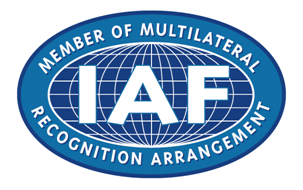 MEMBER OF MULTILATERAL
IAF
RECOGNITION ARRANGEMENT